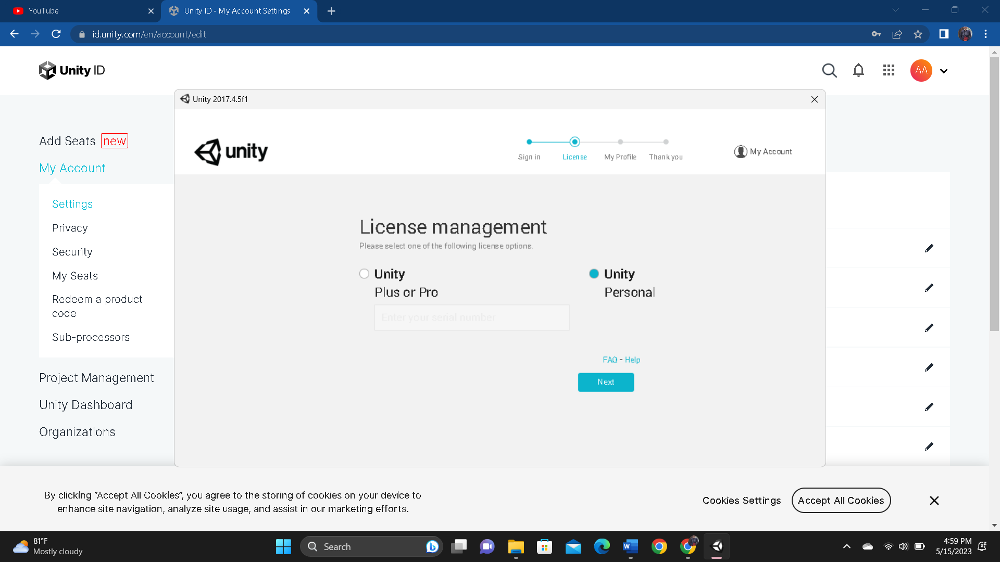 YouTube
Unity ID - My Account Settings
id.unity.com/en/account/edit
Unity ID
AA
Unity 2017.4.5f1
unity
Sign in
License
My Profile
Thank you
My Account
Add Seats new
My Account
Settings
Privacy
Security
My Seats
Redeem a product
code
Sub-processors
Project Management
Unity Dashboard
Organizations
License management
Please select one of the following license options.
Unity
Plus or Pro
Enter your serial number
Unity
Personal
FAQ - Help
Next
By clicking “Accept All Cookies”, you agree to the storing of cookies on your device to
enhance site navigation, analyze site usage, and assist in our marketing efforts.
Cookies Settings
Accept All Cookies
81°F
Mostly cloudy
Search
W
4:59 PM
5/15/2023